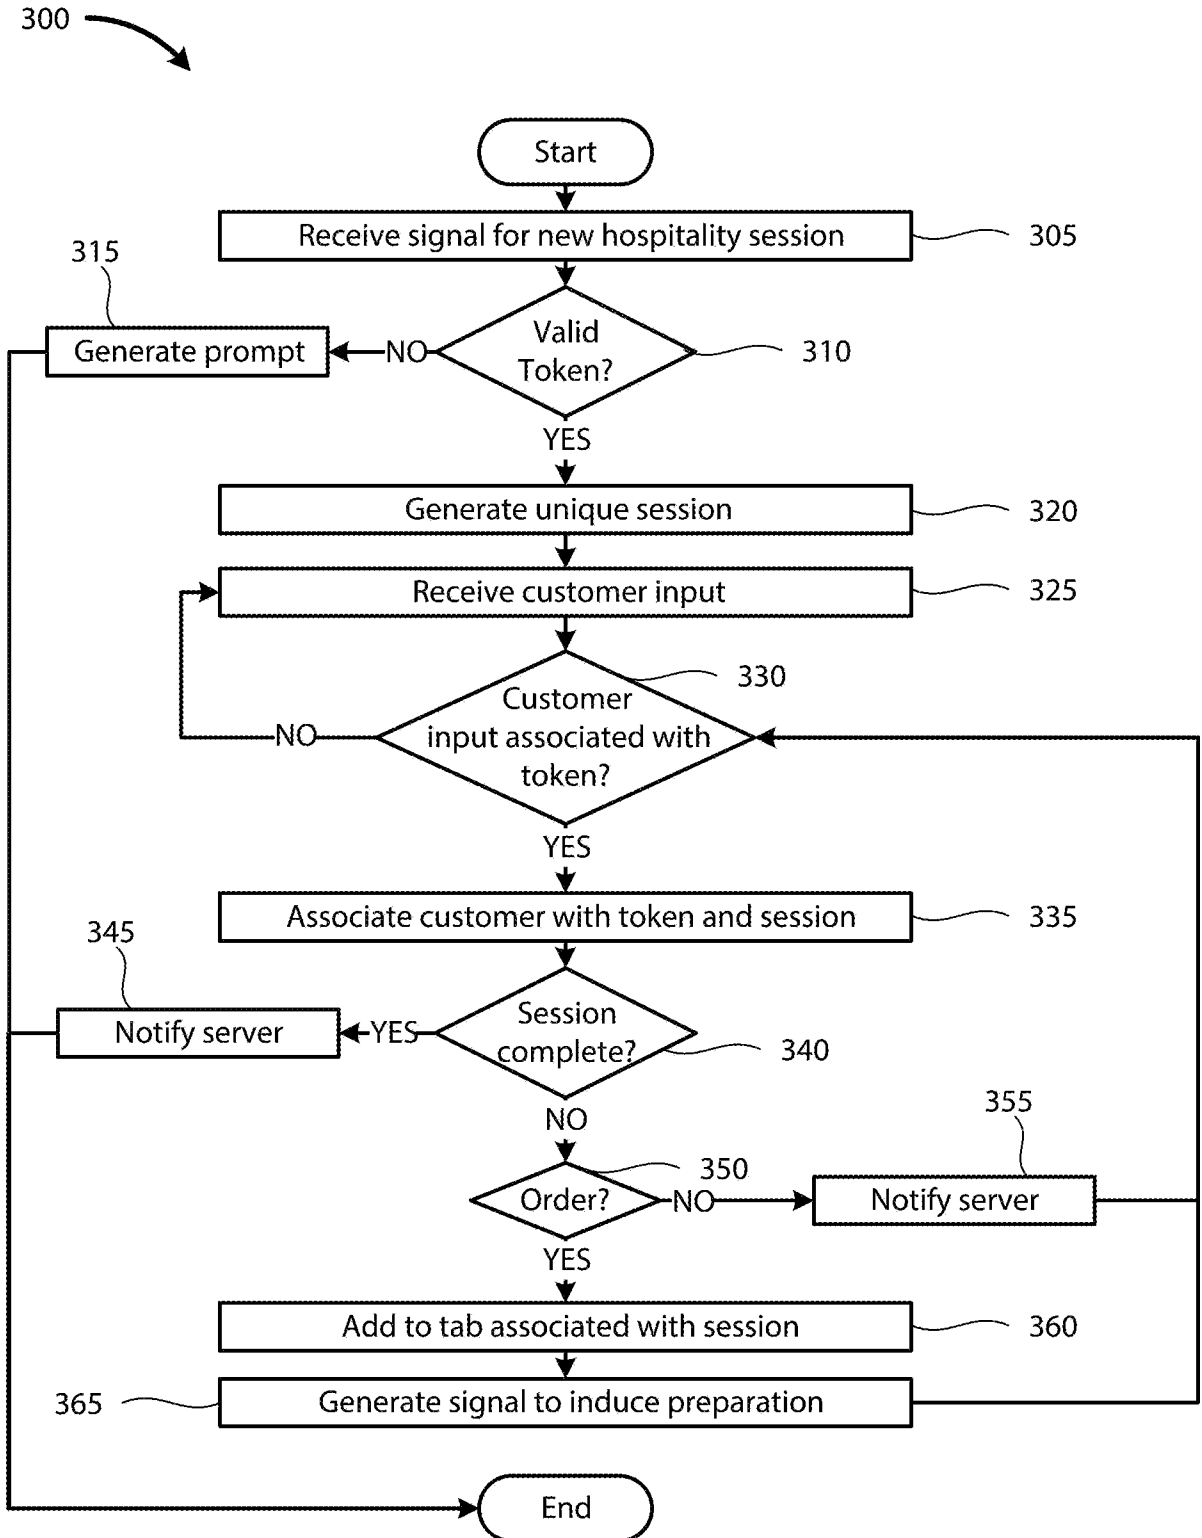 300
Start
Receive signal for new hospitality session
305
315
Generate prompt
NO
Valid
Token?
310
YES
Generate unique session
320
Receive customer input
325
330
Customer
input associated with
token?
NO
YES
Associate customer with token and session
335
345
Notify server
YES
Session
complete?
340
NO
355
350
Order?
NO
Notify server
YES
Add to tab associated with session
360
365
Generate signal to induce preparation
End